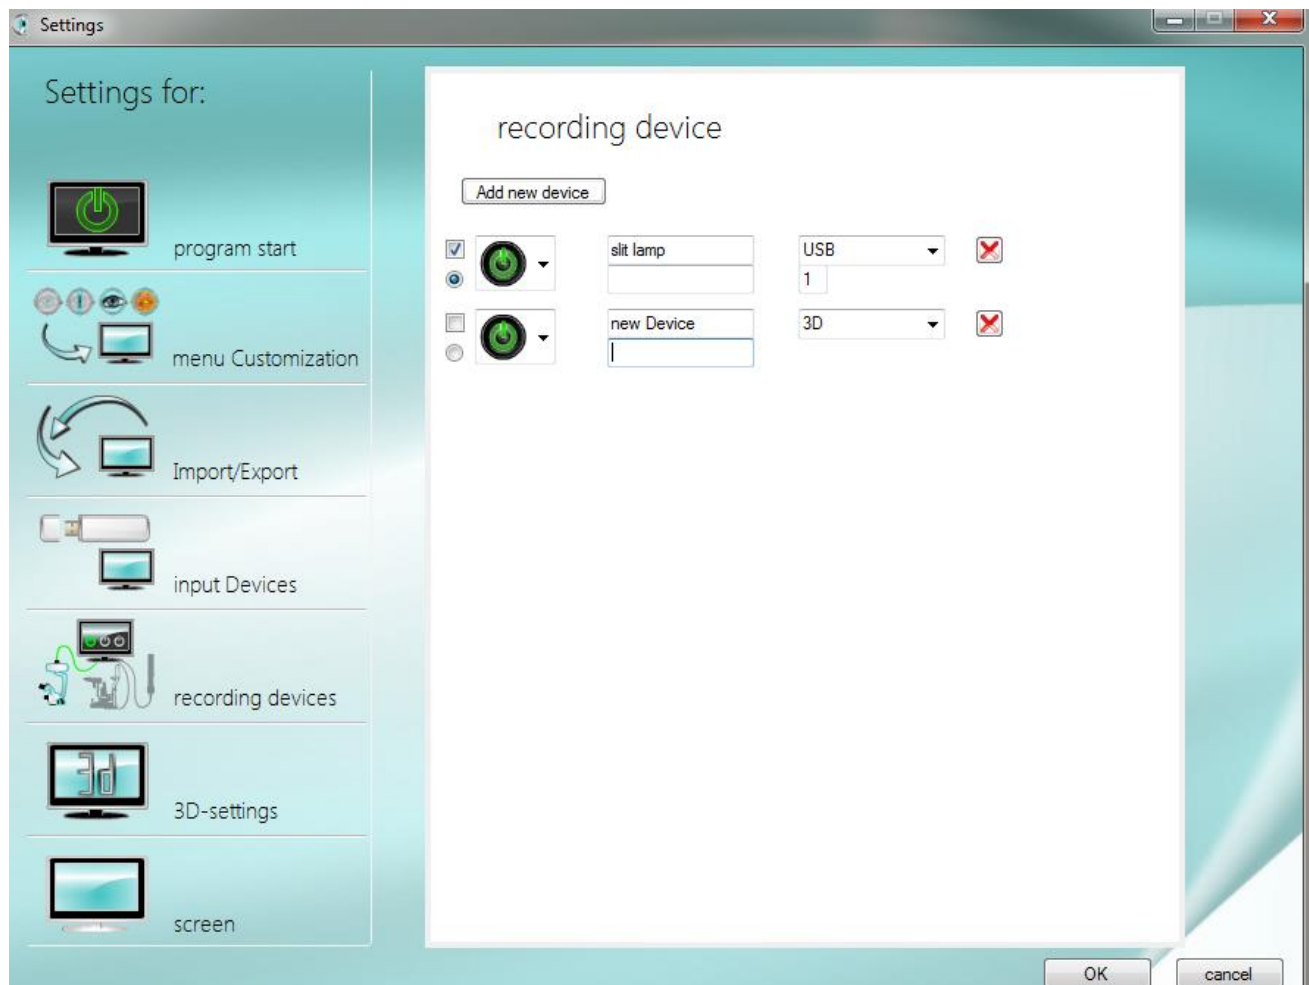 Settings
Settings for:
program start
menu Customization
Import/Export
input Devices
recording devices
3d
3D-settings
screen
recording device
Add new device
slit lamp
USB
1
new Device
3D
OK
cancel